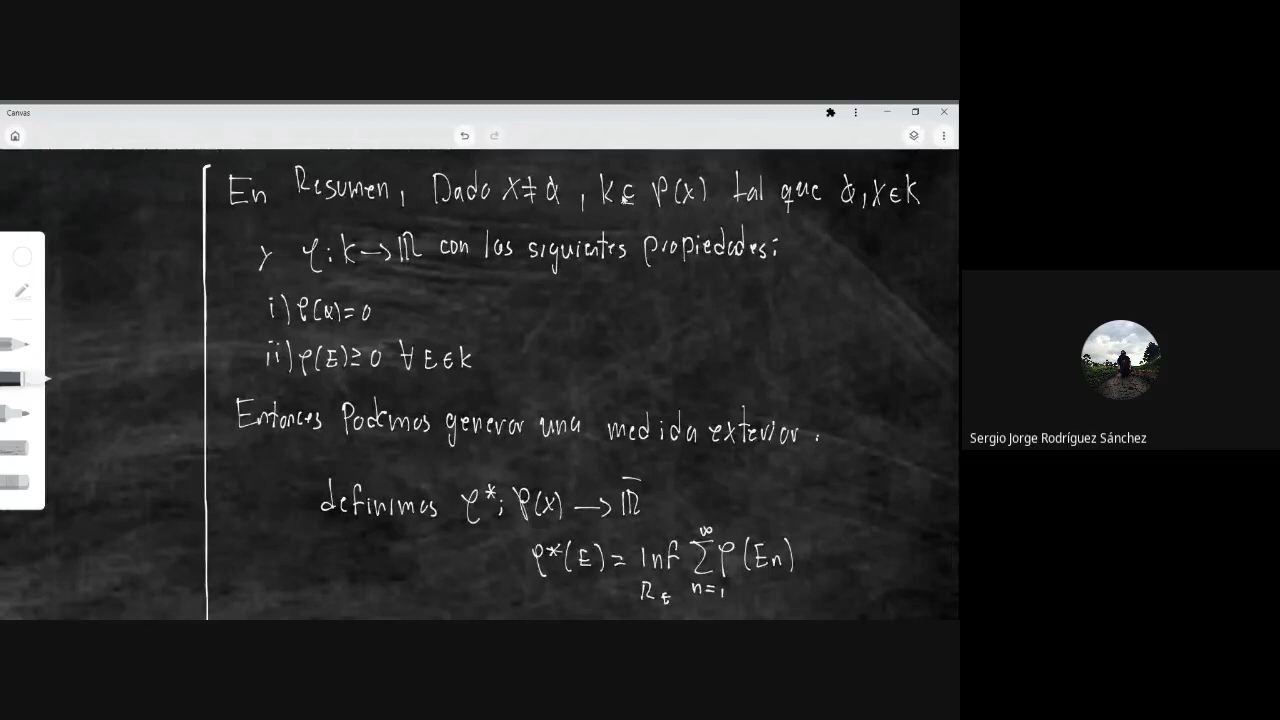 Canvas
En Resumen, Dado X ≠ ∅, K ⊆ P(X) tal que ∅, X ∈ K
y φ: K → ℝ con las siguientes propiedades:
i) φ(∅) = 0
ii) φ(E) ≥ 0 ∀ E ∈ K
Entonces Podemos generar una medida exterior.
definimos φ*: P(X) → ℝ̅
φ*(E) = Inf Σ φ(En)
R_E n=1 ∞
Sergio Jorge Rodríguez Sánchez